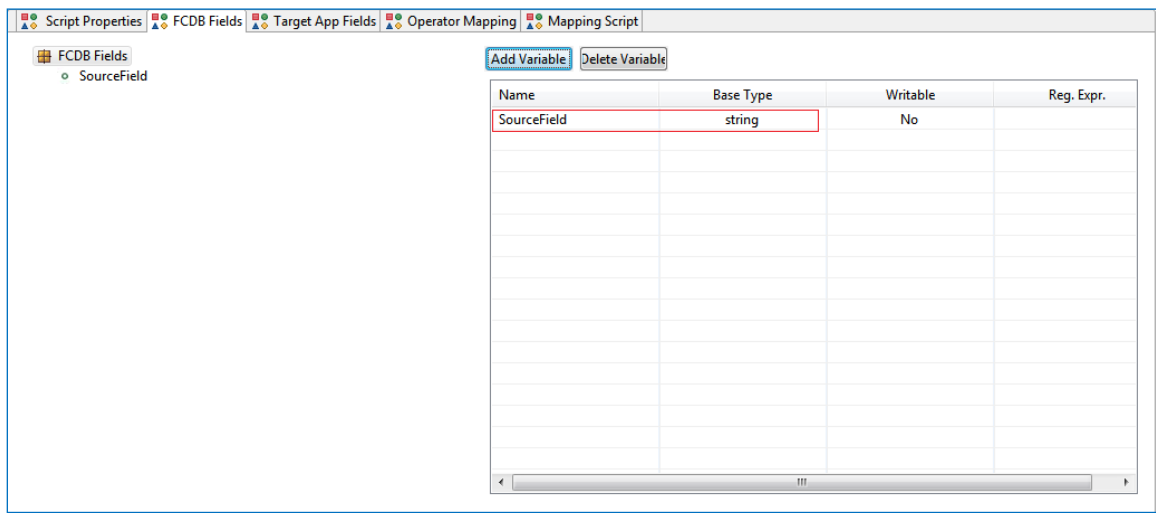 Script Properties FCDB Fields Target App Fields Operator Mapping Mapping Script
FCDB Fields
SourceField
Add Variable Delete Variable
Name Base Type Writable Reg. Expr.
SourceField string No